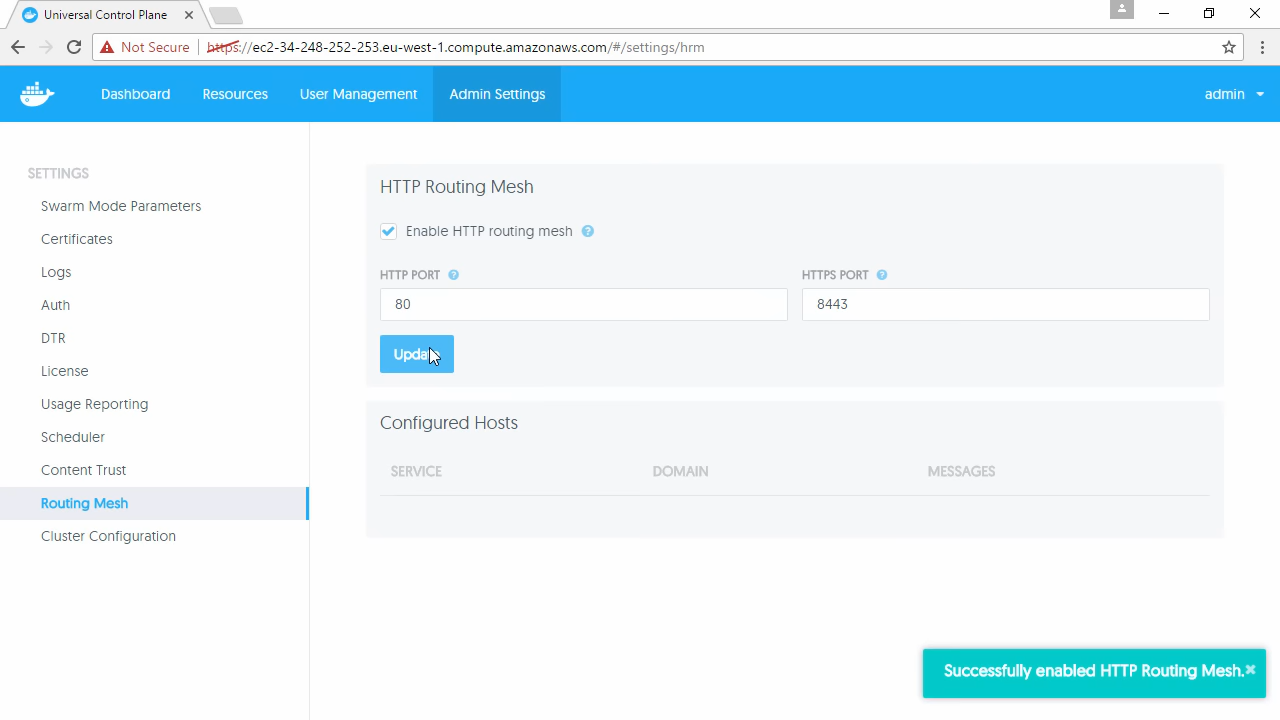 Universal Control Plane
Not Secure https://ec2-34-248-252-253.eu-west-1.compute.amazonaws.com/#/settings/hrm
Dashboard Resources User Management Admin Settings admin
SETTINGS
Swarm Mode Parameters
Certificates
Logs
Auth
DTR
License
Usage Reporting
Scheduler
Content Trust
Routing Mesh
Cluster Configuration
HTTP Routing Mesh
Enable HTTP routing mesh ?
HTTP PORT ? HTTPS PORT ?
80 8443
Update
Configured Hosts
SERVICE DOMAIN MESSAGES
Successfully enabled HTTP Routing Mesh.